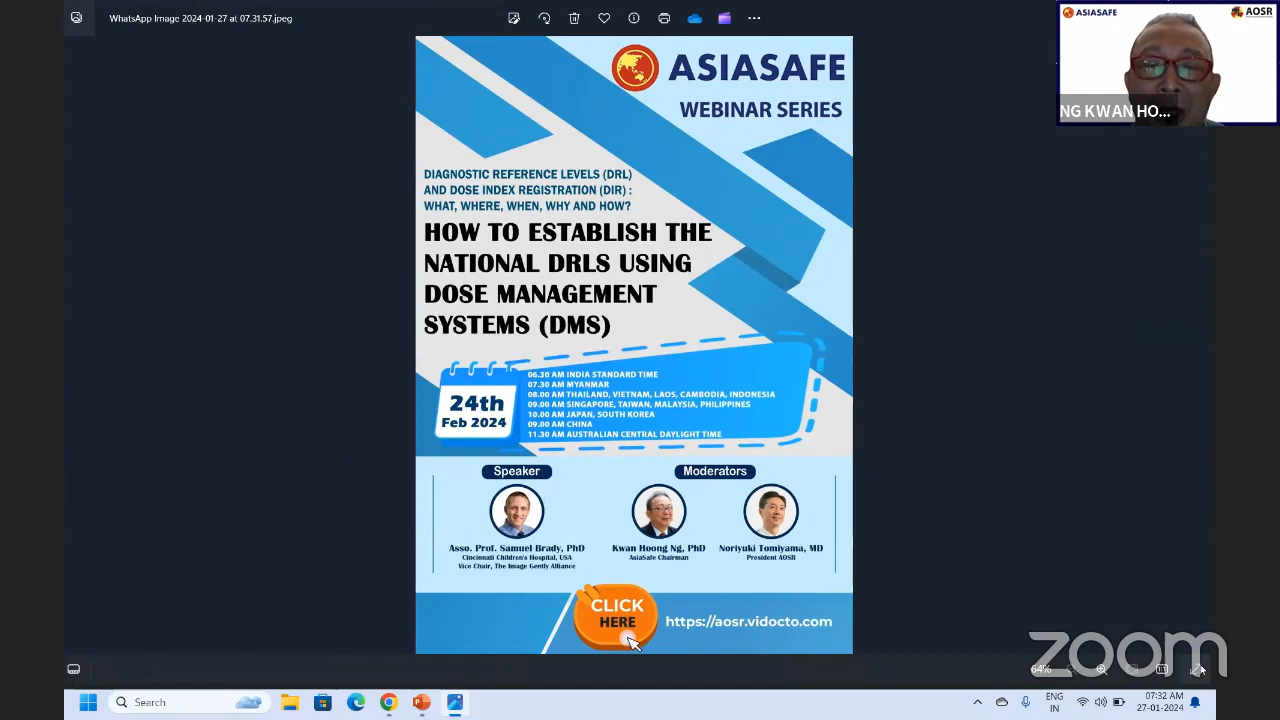 WhatsApp Image 2024-01-27 at 07.31.57.jpeg
ASIASAFE
AOSR
NG KWAN HO...
ASIASAFE
WEBINAR SERIES
DIAGNOSTIC REFERENCE LEVELS (DRL)
AND DOSE INDEX REGISTRATION (DIR) :
WHAT, WHERE, WHEN, WHY AND HOW?
HOW TO ESTABLISH THE
NATIONAL DRLS USING
DOSE MANAGEMENT
SYSTEMS (DMS)
24th
Feb 2024
06.30 AM INDIA STANDARD TIME
07.30 AM MYANMAR
08.00 AM THAILAND, VIETNAM, LAOS, CAMBODIA, INDONESIA
09.00 AM SINGAPORE, TAIWAN, MALAYSIA, PHILIPPINES
10.00 AM JAPAN, SOUTH KOREA
09.00 AM CHINA
11.30 AM AUSTRALIAN CENTRAL DAYLIGHT TIME
Speaker
Moderators
Asso. Prof. Samuel Brady, PhD
Cincinnati Children's Hospital, USA
Vice Chair, The Image Gently Alliance
Kwan Hoong Ng, PhD
AsiaSafe Chairman
Noriyuki Tomiyama, MD
President AOSR
CLICK
HERE
https://aosr.vidocto.com
zoom
64%
Search
ENG
IN
07:32 AM
27-01-2024